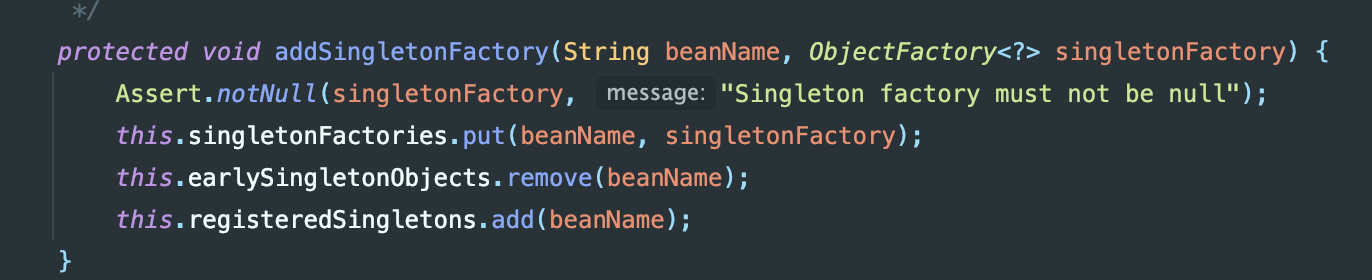 */
protected void addSingletonFactory(String beanName, ObjectFactory<?> singletonFactory) {
Assert.notNull(singletonFactory, message: "Singleton factory must not be null");
this.singletonFactories.put(beanName, singletonFactory);
this.earlySingletonObjects.remove(beanName);
this.registeredSingletons.add(beanName);
}